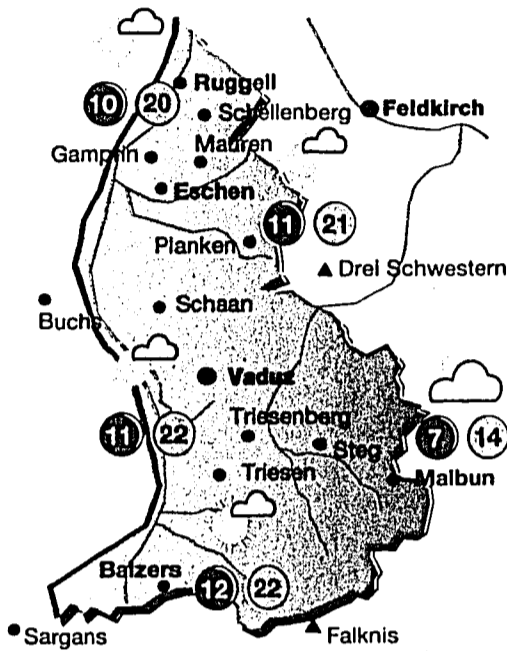 Ruggell
10 20
Schellenberg
Feldkirch
Mauren
Gamprin
Eschen
11 21
Planken
Drei Schwestern
Schaan
Buchs
Vaduz
Triesenberg
11 22
Steg
7 14
Triesen
Malbun
Balzers
12 22
Sargans
Falknis